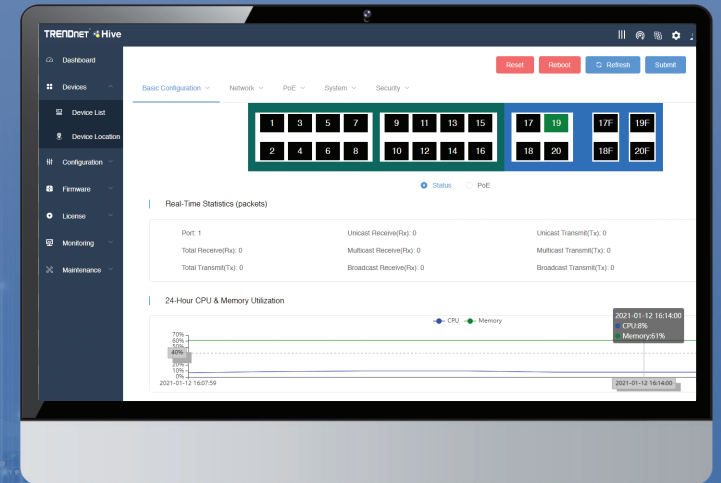 TRENDnet Hive
Dashboard
Devices
Device List
Device Location
Configuration
Firmware
License
Monitoring
Maintenance
Reset Reboot Refresh Submit
Basic Configuration Network PoE System Security
1 3 5 7 9 11 13 15 17 19 17F 19F
2 4 6 8 10 12 14 16 18 20 18F 20F
Status PoE
Real-Time Statistics (packets)
Port: 1 Unicast Receive(Rx): 0 Unicast Transmit(Tx): 0
Total Receive(Rx): 0 Multicast Receive(Rx): 0 Multicast Transmit(Tx): 0
Total Transmit(Tx): 0 Broadcast Receive(Rx): 0 Broadcast Transmit(Tx): 0
24-Hour CPU & Memory Utilization
CPU Memory
2021-01-12 16:14:00
CPU:8%
Memory:61%
70%
60%
50%
40%
20%
10%
0%
2021-01-12 16:07:59 2021-01-12 16:14:00